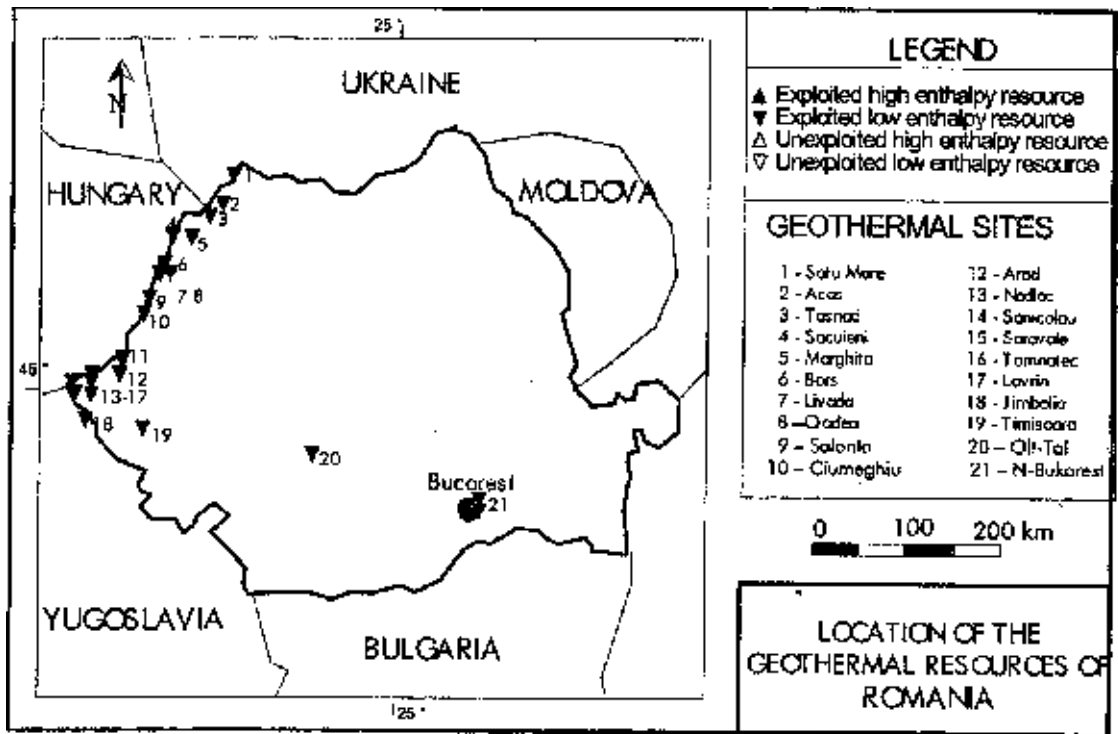 25°
UKRAINE
N
HUNGARY
MOLDOVA
1
2
3
5
6
7 8
9
10
11
12
13-17
18
19
20
21
Bucarest
YUGOSLAVIA
BULGARIA
25°
LEGEND
Exploited high enthalpy resource
Exploited low enthalpy resource
Unexploited high enthalpy resource
Unexploited low enthalpy resource
GEOTHERMAL SITES
1 - Satu Mare
2 - Acas
3 - Tasnad
4 - Sacuieni
5 - Marghita
6 - Bors
7 - Livada
8 - Oradea
9 - Salonta
10 - Ciumeghiu
12 - Arad
13 - Nadlac
14 - Sanicolau
15 - Saravale
16 - Tomnatec
17 - Lovrin
18 - Jimbolia
19 - Timisoara
20 - Olt-
21 - N-Bukarest
0 100 200 km
LOCATION OF THE
GEOTHERMAL RESOURCES OF
ROMANIA